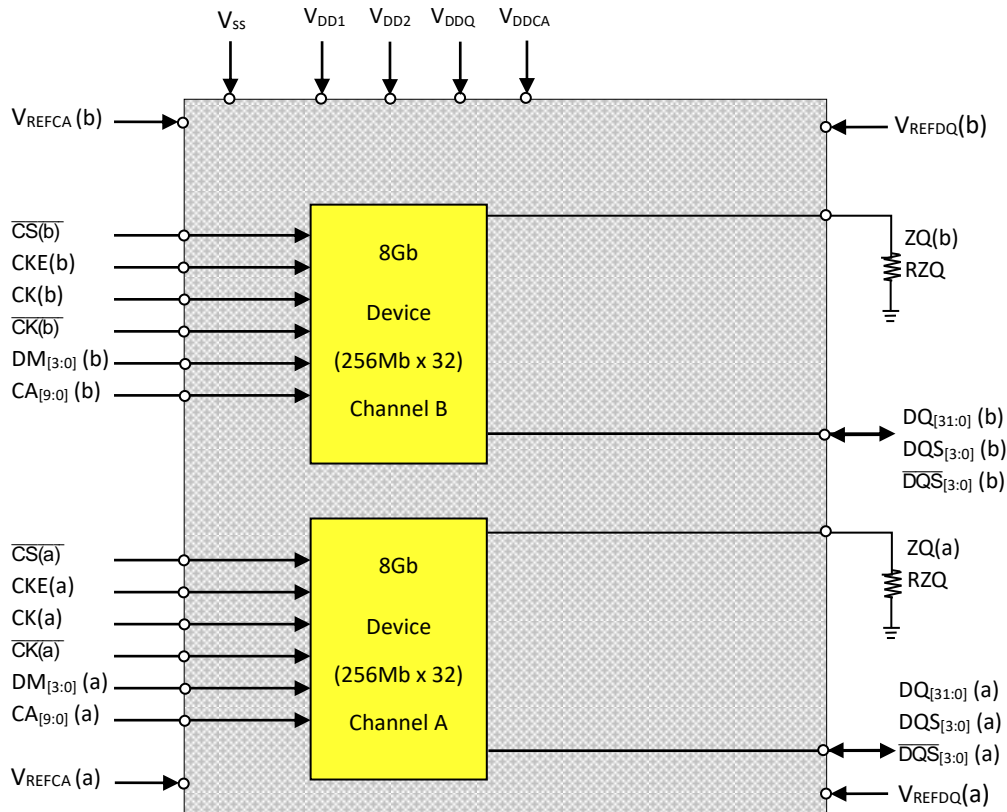 Vss VDD1 VDD2 VDDQ VDDCA
VREFCA (b)
VREFDQ(b)
CS(b)
CKE(b)
CK(b)
CK(b)
DM[3:0] (b)
CA[9:0] (b)
8Gb
Device
(256Mb x 32)
Channel B
ZQ(b)
RZQ
DQ[31:0] (b)
DQS[3:0] (b)
DQS[3:0] (b)
CS(a)
CKE(a)
CK(a)
CK(a)
DM[3:0] (a)
CA[9:0] (a)
8Gb
Device
(256Mb x 32)
Channel A
ZQ(a)
RZQ
DQ[31:0] (a)
DQS[3:0] (a)
DQS[3:0] (a)
VREFCA (a)
VREFDQ(a)